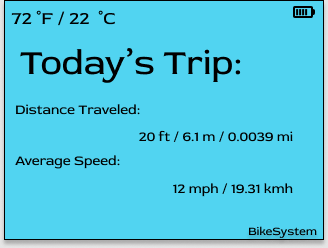 72 °F / 22 °C
Today's Trip:
Distance Traveled:
20 ft / 6.1 m / 0.0039 mi
Average Speed:
12 mph / 19.31 kmh
BikeSystem